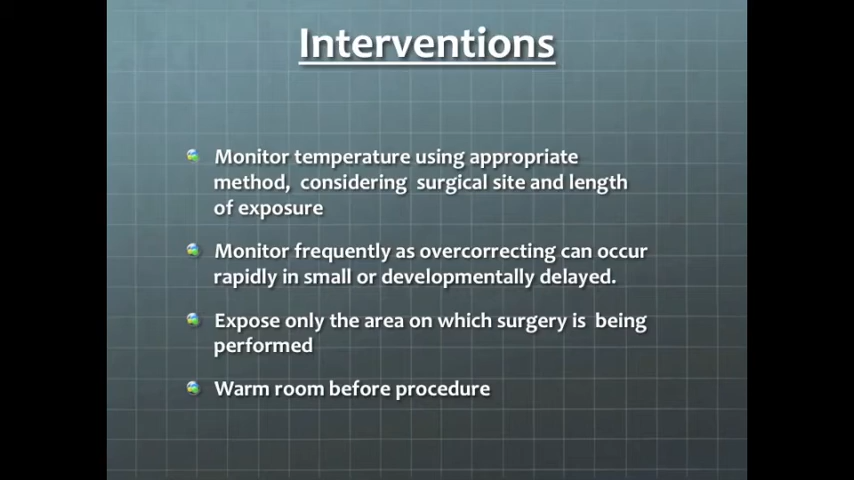 Interventions
Monitor temperature using appropriate
method, considering surgical site and length
of exposure
Monitor frequently as overcorrecting can occur
rapidly in small or developmentally delayed.
Expose only the area on which surgery is being
performed
Warm room before procedure